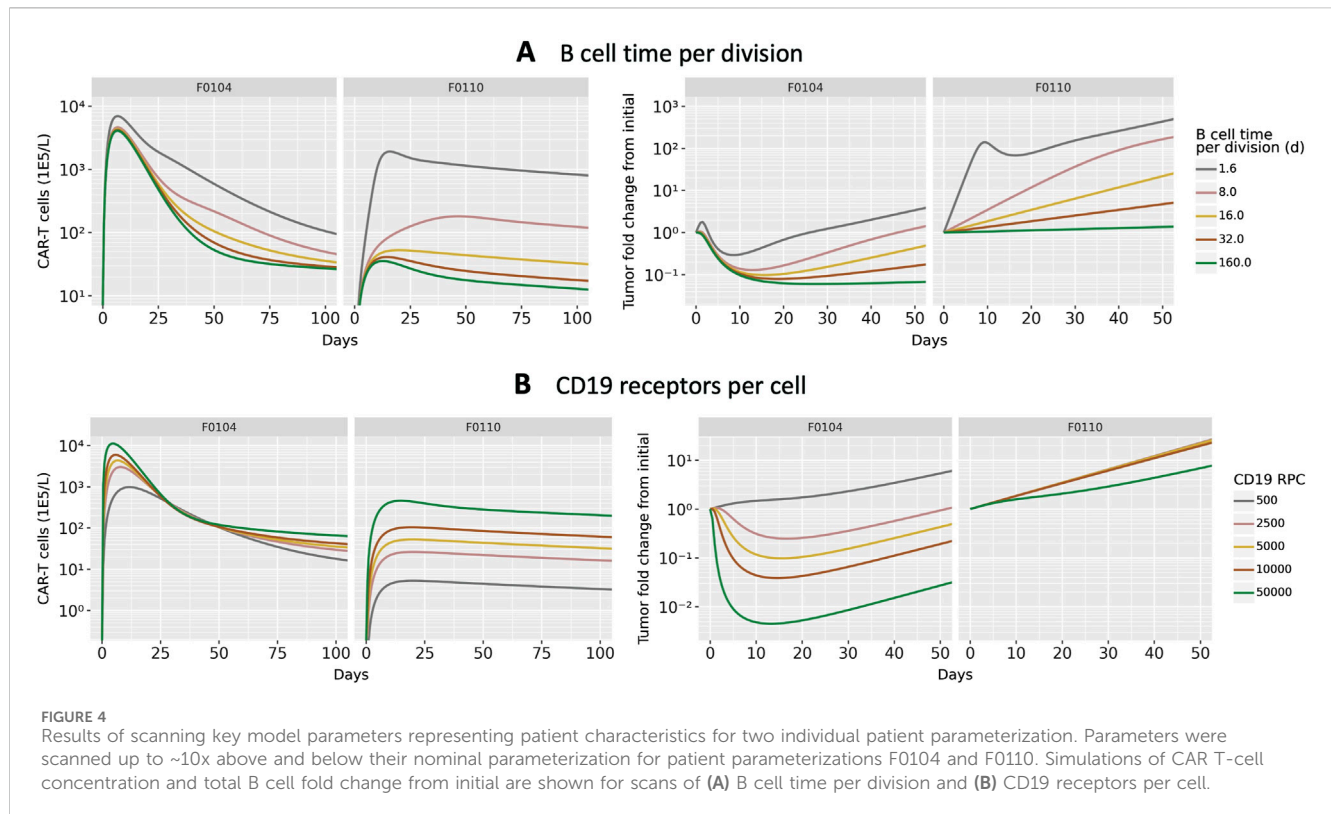 A B cell time per division
F0104 F0110 F0104 F0110
CAR-T cells (1E5/L)
10⁴
10³
10²
10¹
0 25 50 75 100 0 25 50 75 100
Days
Tumor fold change from initial
10³
10²
10¹
10⁰
10⁻¹
0 10 20 30 40 50 0 10 20 30 40 50
Days
B cell time
per division (d)
1.6
8.0
16.0
32.0
160.0
B CD19 receptors per cell
F0104 F0110 F0104 F0110
CAR-T cells (1E5/L)
10⁴
10³
10²
10¹
10⁰
0 25 50 75 100 0 25 50 75 100
Days
Tumor fold change from initial
10¹
10⁰
10⁻¹
10⁻²
0 10 20 30 40 50 0 10 20 30 40 50
Days
CD19 RPC
500
2500
5000
10000
50000
FIGURE 4
Results of scanning key model parameters representing patient characteristics for two individual patient parameterization. Parameters were
scanned up to ~10x above and below their nominal parameterization for patient parameterizations F0104 and F0110. Simulations of CAR T-cell
concentration and total B cell fold change from initial are shown for scans of (A) B cell time per division and (B) CD19 receptors per cell.